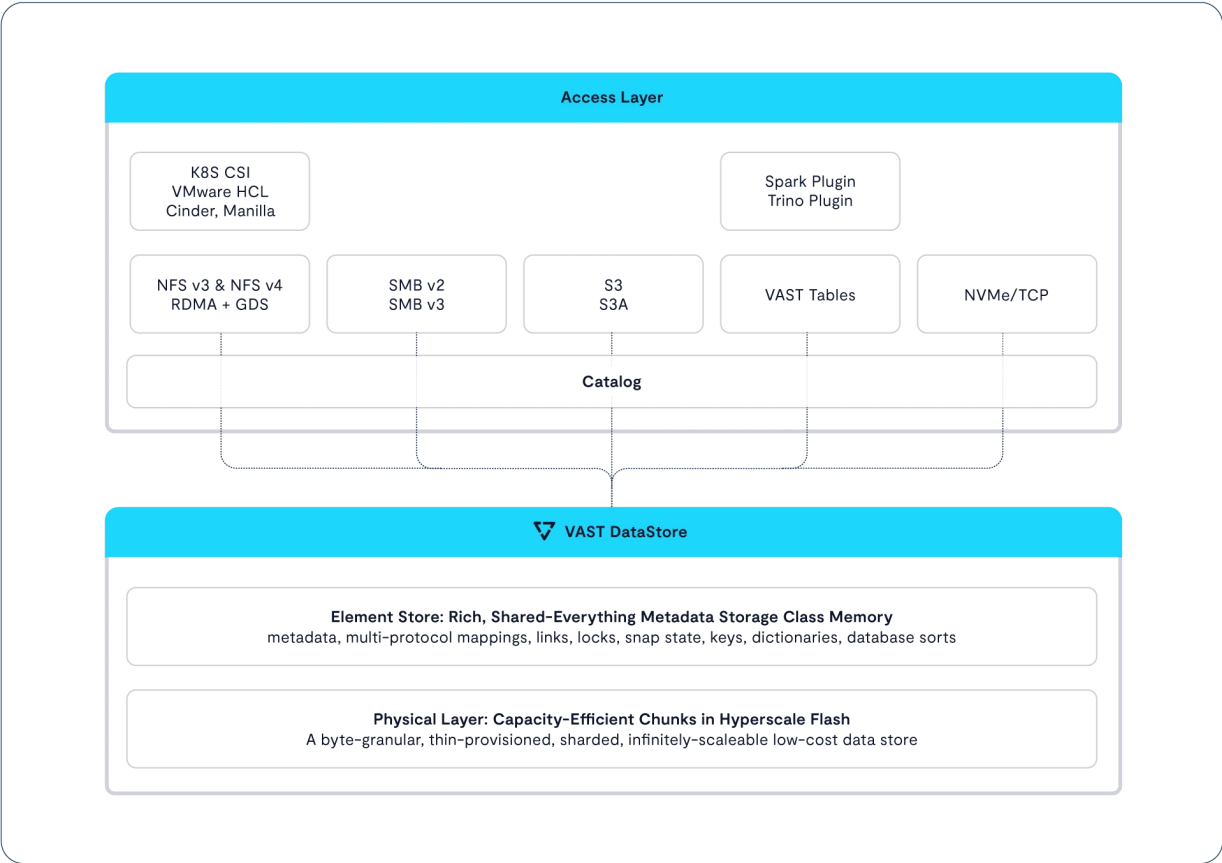 Access Layer
K8S CSI
VMware HCL
Cinder, Manilla
Spark Plugin
Trino Plugin
NFS v3 & NFS v4
RDMA + GDS
SMB v2
SMB v3
S3
S3A
VAST Tables
NVMe/TCP
Catalog
VAST DataStore
Element Store: Rich, Shared-Everything Metadata Storage Class Memory
metadata, multi-protocol mappings, links, locks, snap state, keys, dictionaries, database sorts
Physical Layer: Capacity-Efficient Chunks in Hyperscale Flash
A byte-granular, thin-provisioned, sharded, infinitely-scaleable low-cost data store